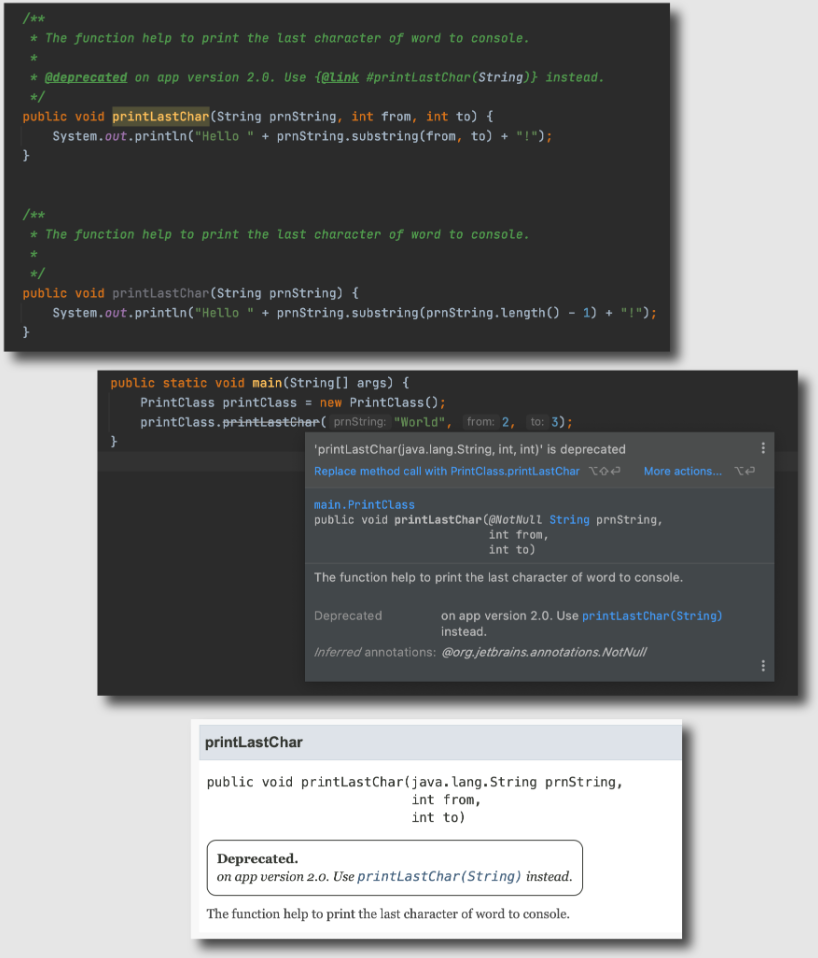 /**
 * The function help to print the last character of word to console.
 *
 * @deprecated on app version 2.0. Use {@link #printLastChar(String)} instead.
 */
public void printLastChar(String prnString, int from, int to) {
    System.out.println("Hello " + prnString.substring(from, to) + "!");
}
/**
 * The function help to print the last character of word to console.
 *
 */
public void printLastChar(String prnString) {
    System.out.println("Hello " + prnString.substring(prnString.length() - 1) + "!");
}
public static void main(String[] args) {
    PrintClass printClass = new PrintClass();
    printClass.printLastChar( prnString: "World", from: 2, to: 3);
}
'printLastChar(java.lang.String, int, int)' is deprecated
Replace method call with PrintClass.printLastChar ⌥⇧⏎ More actions... ⌥⏎
main.PrintClass
public void printLastChar(@NotNull String prnString,
                          int from,
                          int to)
The function help to print the last character of word to console.
Deprecated on app version 2.0. Use printLastChar(String)
instead.
Inferred annotations: @org.jetbrains.annotations.NotNull
printLastChar
public void printLastChar(java.lang.String prnString,
                          int from,
                          int to)
Deprecated.
on app version 2.0. Use printLastChar(String) instead.
The function help to print the last character of word to console.